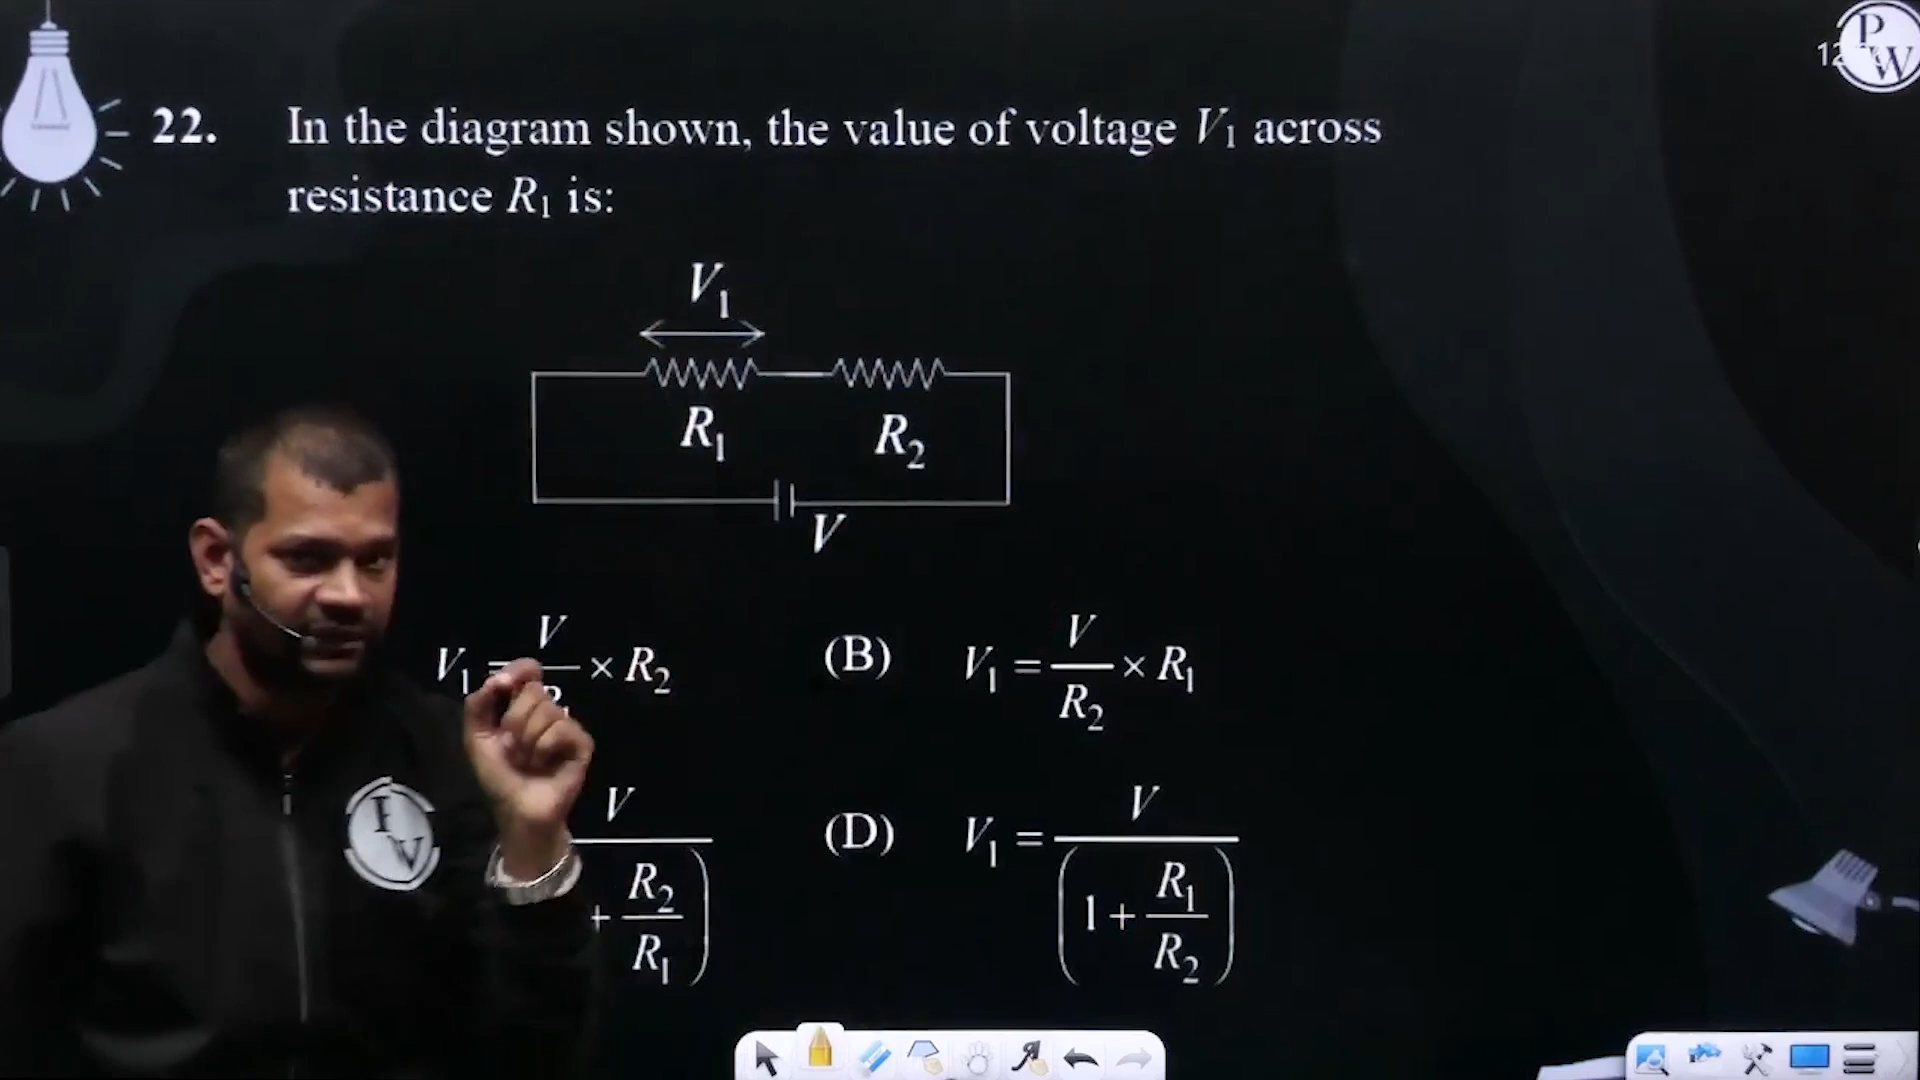 22. In the diagram shown, the value of voltage V₁ across
resistance R₁ is:
V₁
R₁ R₂
V
V₁ = V/ × R₂
(B) V₁ = V/R₂ × R₁
V/( + R₂/R₁)
(D) V₁ = V/(1 + R₁/R₂)
P
W